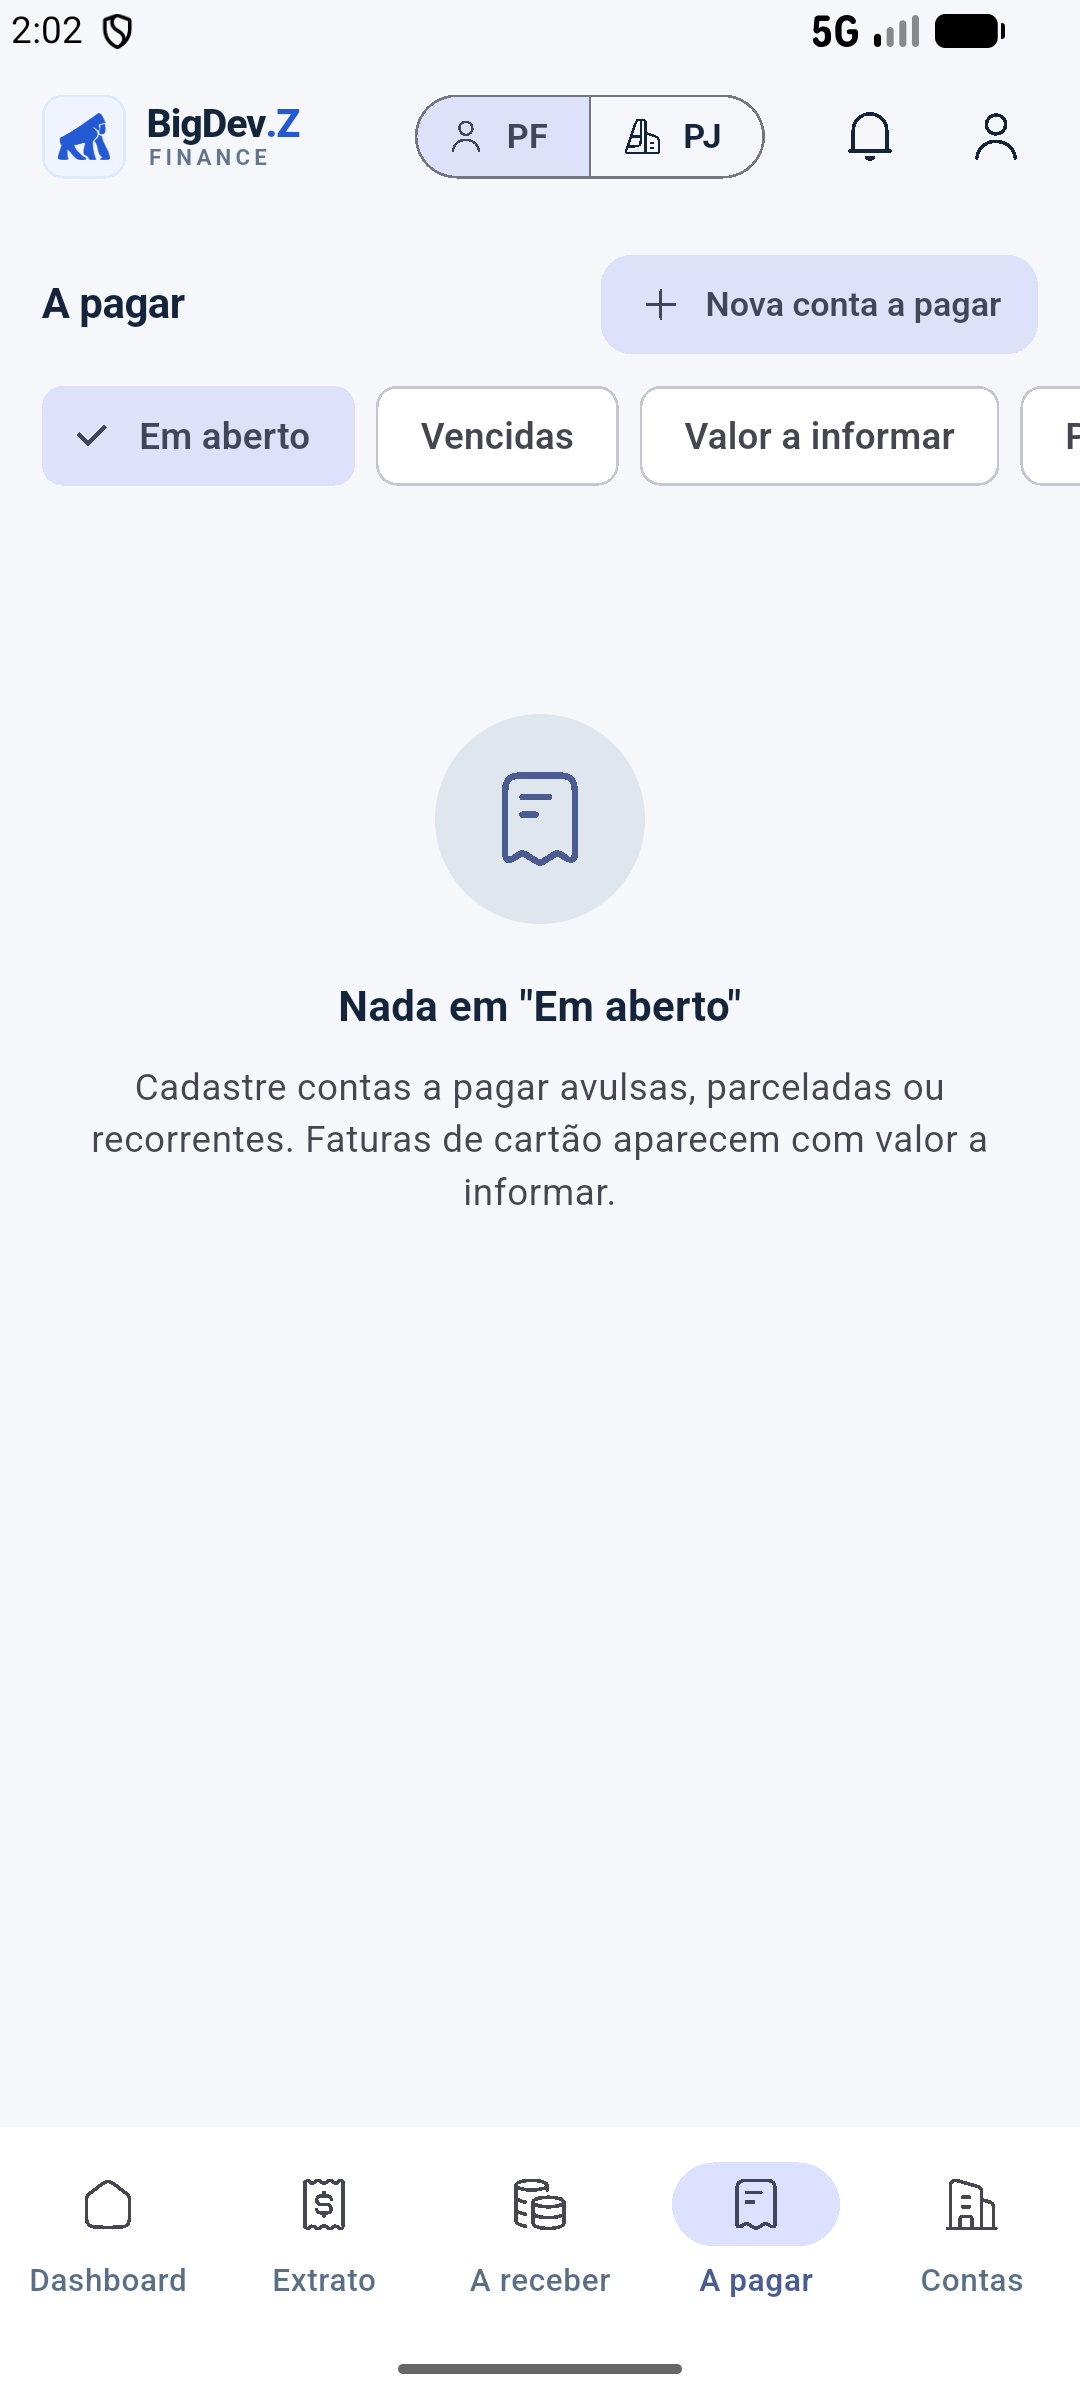 2:02
5G
BigDev.Z
FINANCE
PF
PJ
A pagar
Nova conta a pagar
Em aberto
Vencidas
Valor a informar
Nada em "Em aberto"
Cadastre contas a pagar avulsas, parceladas ou
recorrentes. Faturas de cartão aparecem com valor a
informar.
Dashboard
Extrato
A receber
A pagar
Contas